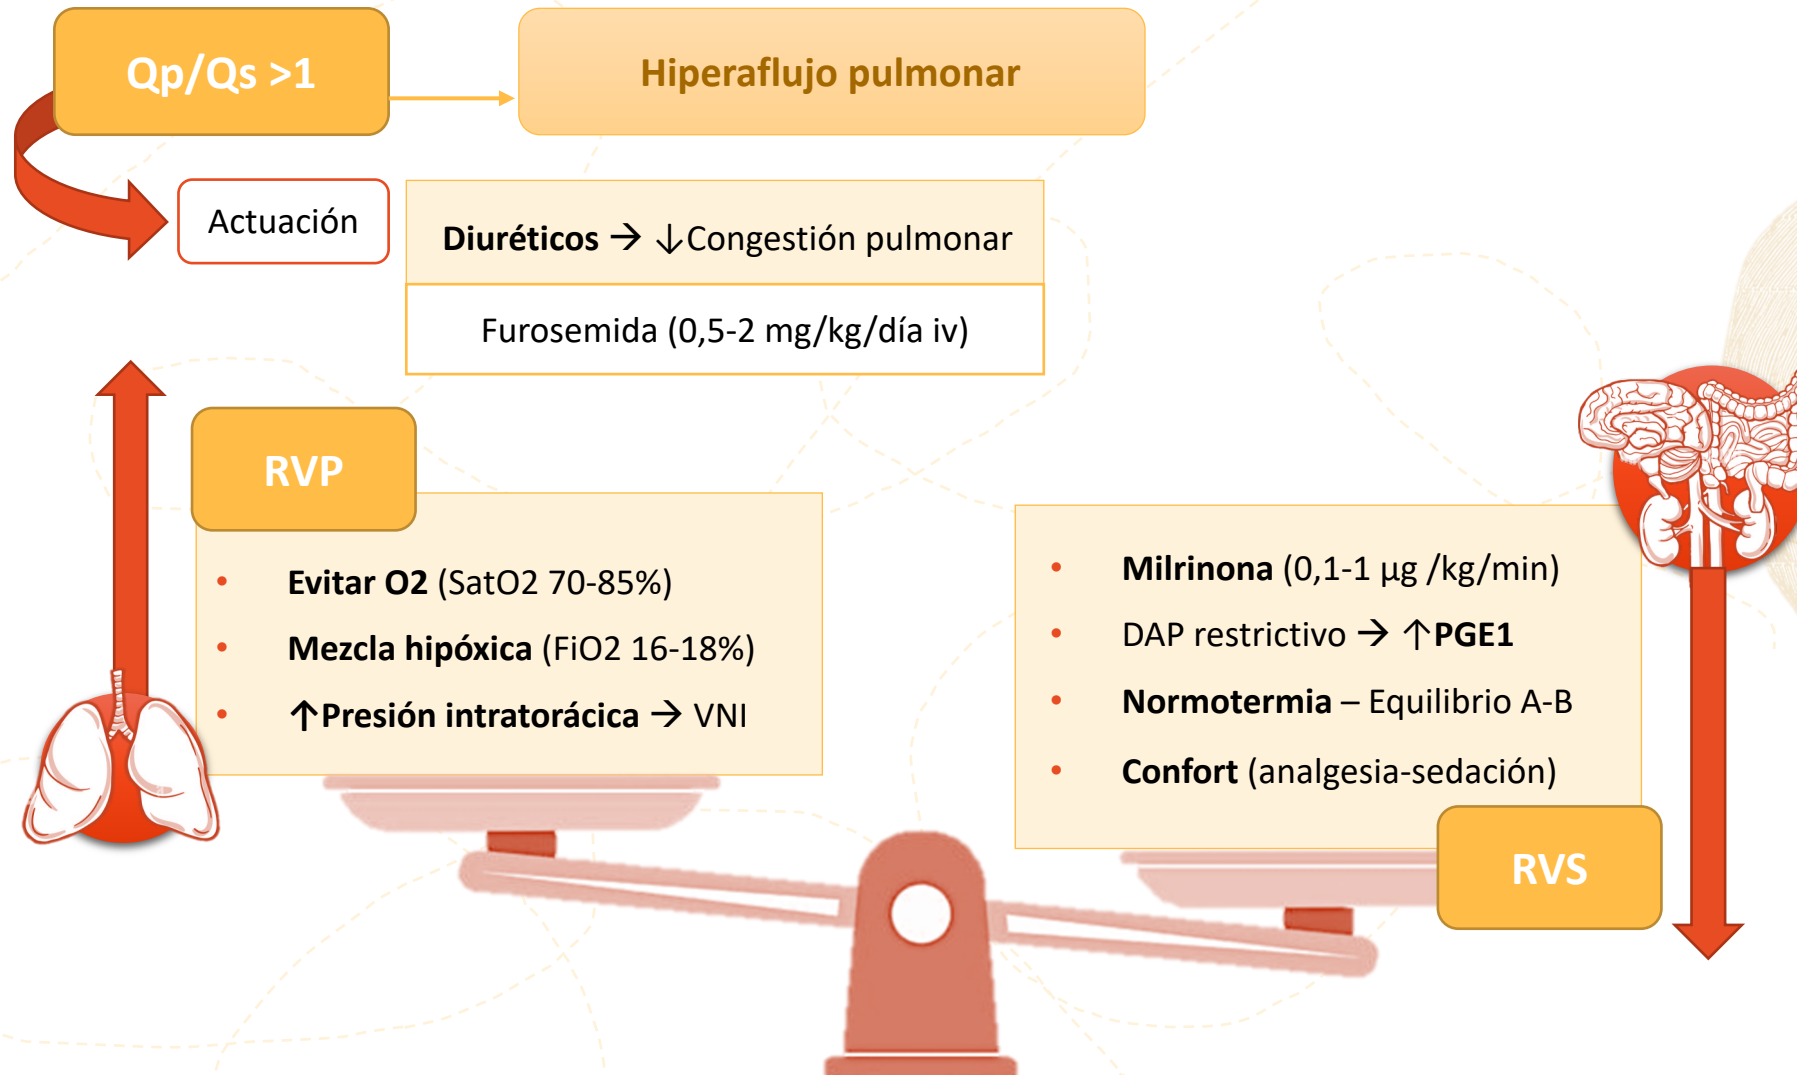 Qp/Qs >1
Hiperaflujo pulmonar
Actuación
Diuréticos → ↓Congestión pulmonar
Furosemida (0,5-2 mg/kg/día iv)
RVP
• Evitar O2 (SatO2 70-85%)
• Mezcla hipóxica (FiO2 16-18%)
• ↑Presión intratorácica → VNI
• Milrinona (0,1-1 µg /kg/min)
• DAP restrictivo → ↑PGE1
• Normotermia – Equilibrio A-B
• Confort (analgesia-sedación)
RVS